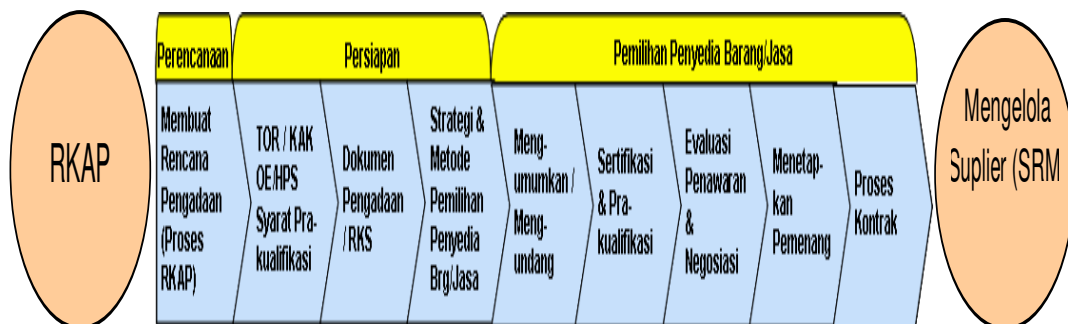 RKAP
Perencanaan
Persiapan
Pemilihan Penyedia Barang/Jasa
Membuat
Rencana
Pengadaan
(Proses
RKAP)
TOR / KAK
OE/HPS
Syarat Pra-
kualifikasi
Dokumen
Pengadaan
/ RKS
Strategi &
Metode
Pemilihan
Penyedia
Brg/Jasa
Meng-
umumkan /
Meng-
undang
Sertifikasi
& Pra-
kualifikasi
Evaluasi
Penawaran
&
Negosiasi
Menetap-
kan
Pemenang
Proses
Kontrak
Mengelola
Suplier (SRM